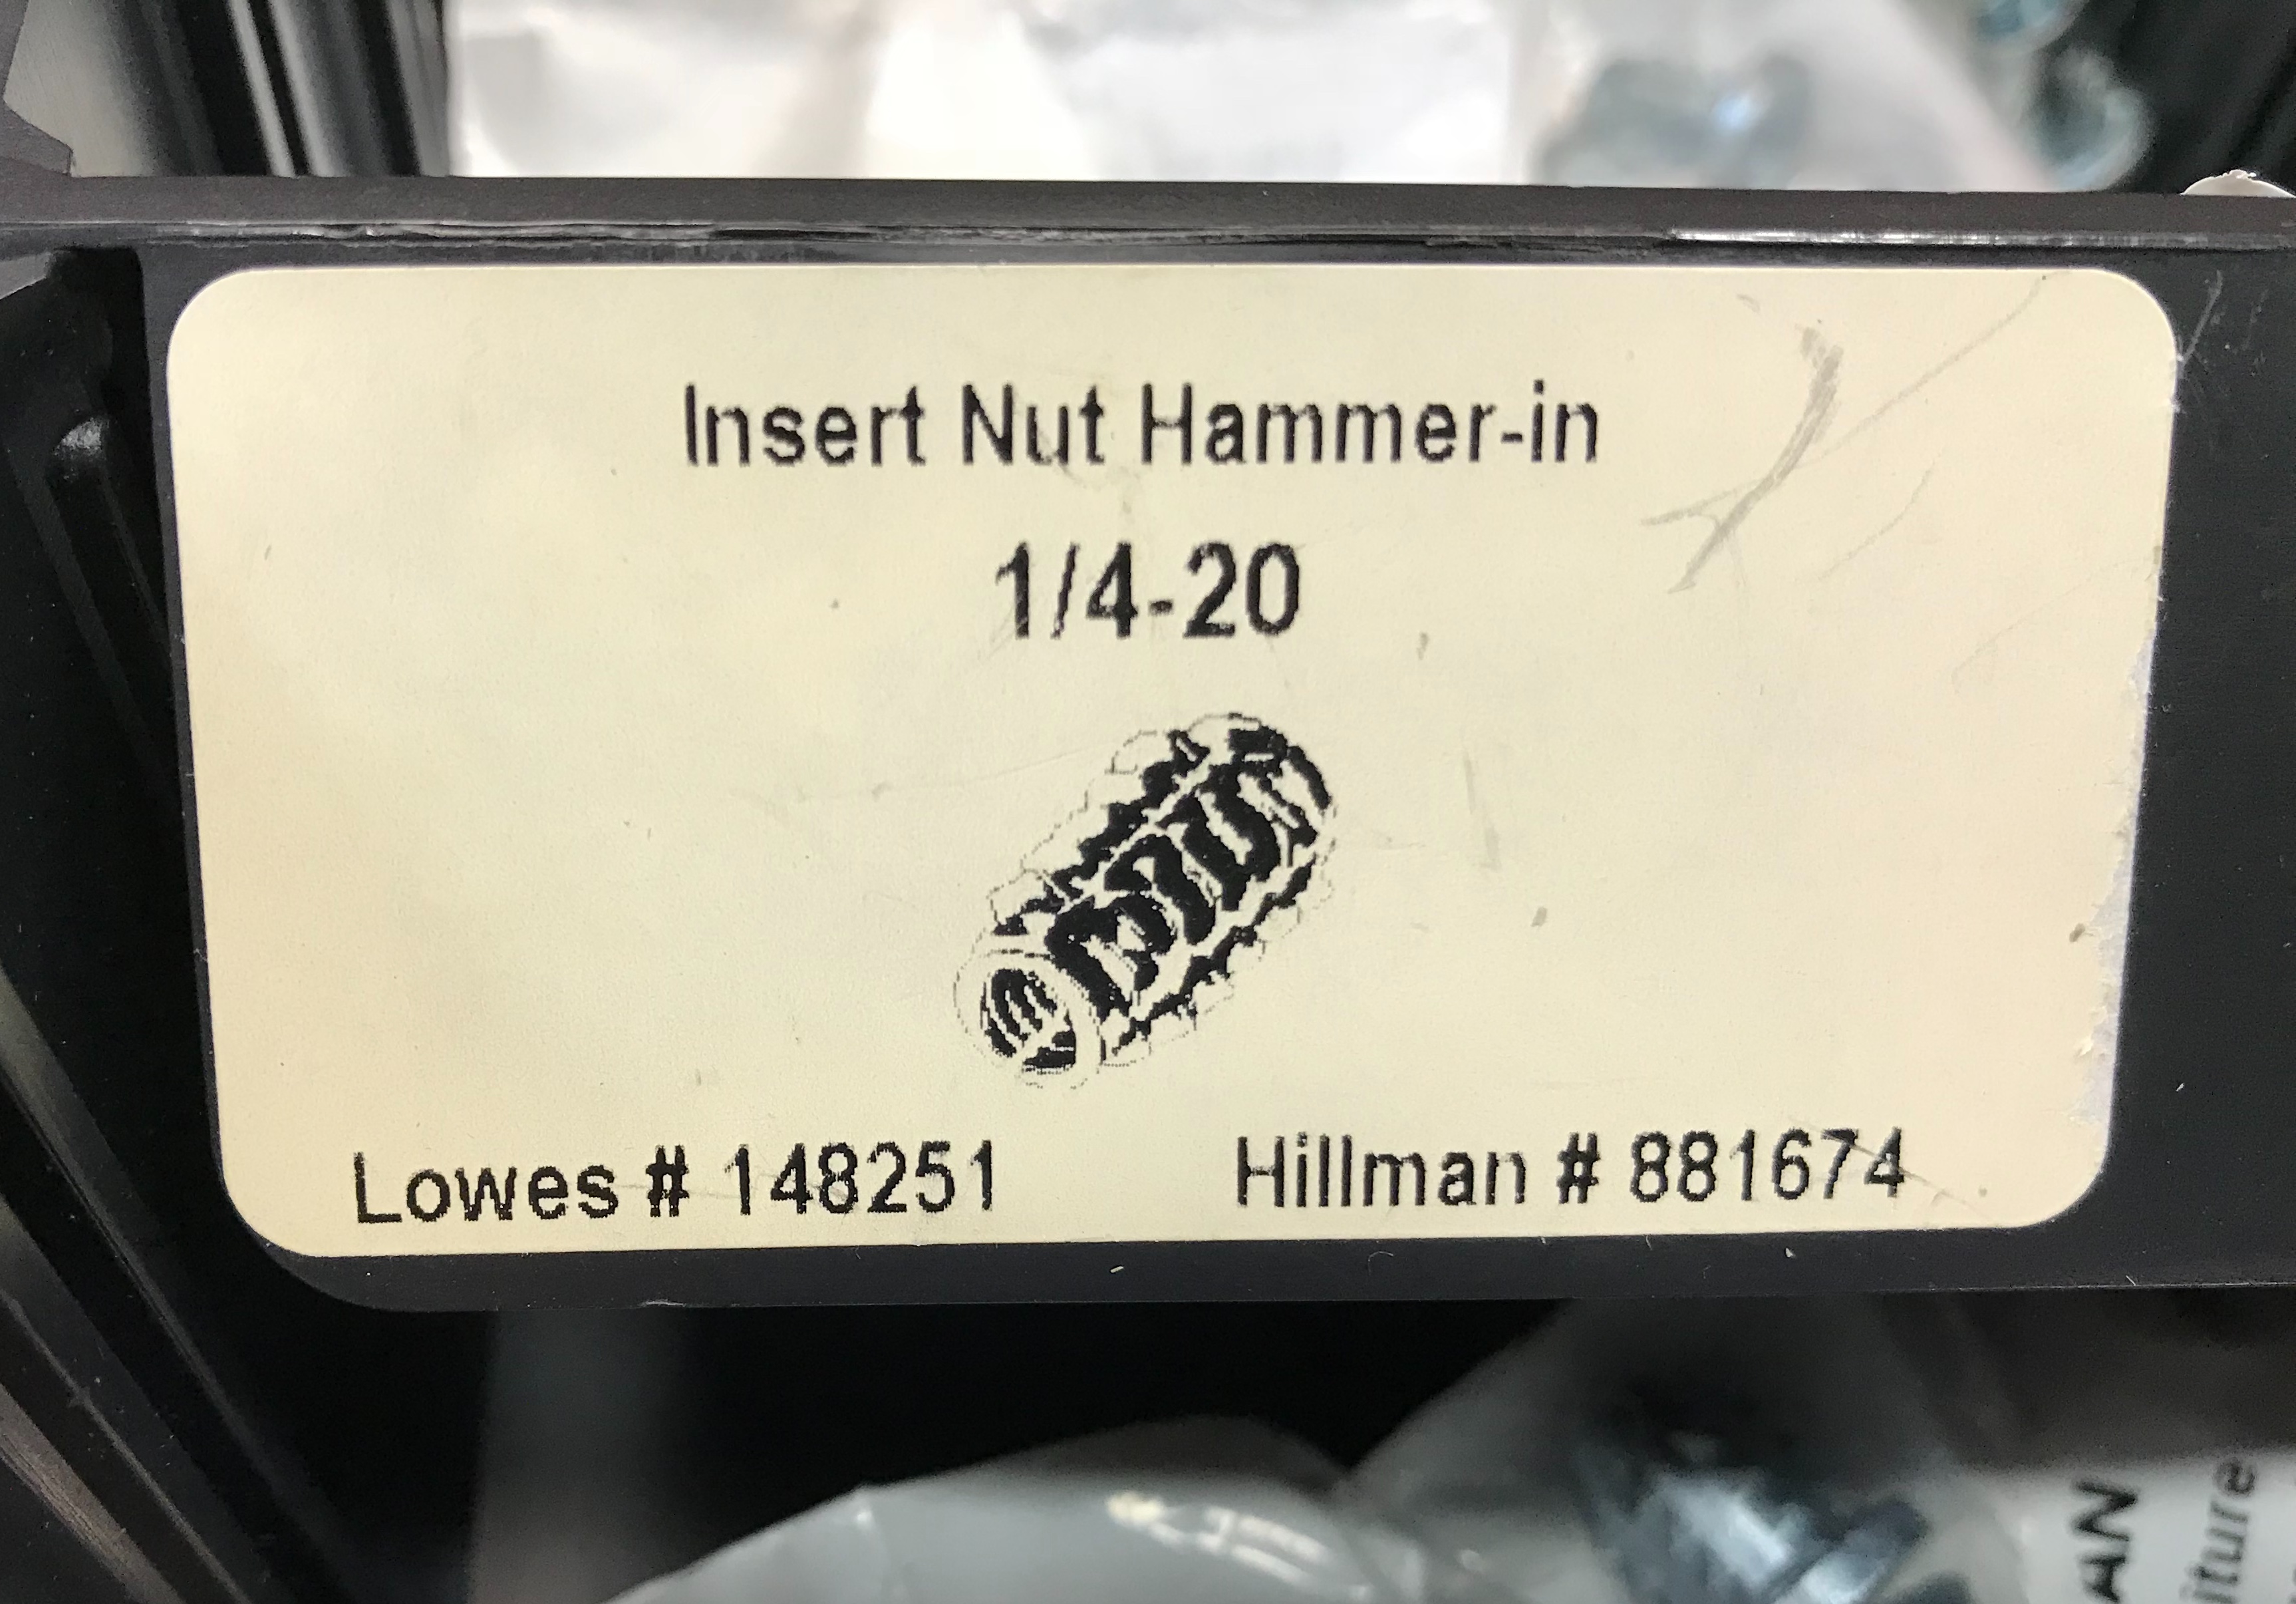 Insert Nut Hammer-in
1/4-20
Lowes # 148251 Hillman # 881674